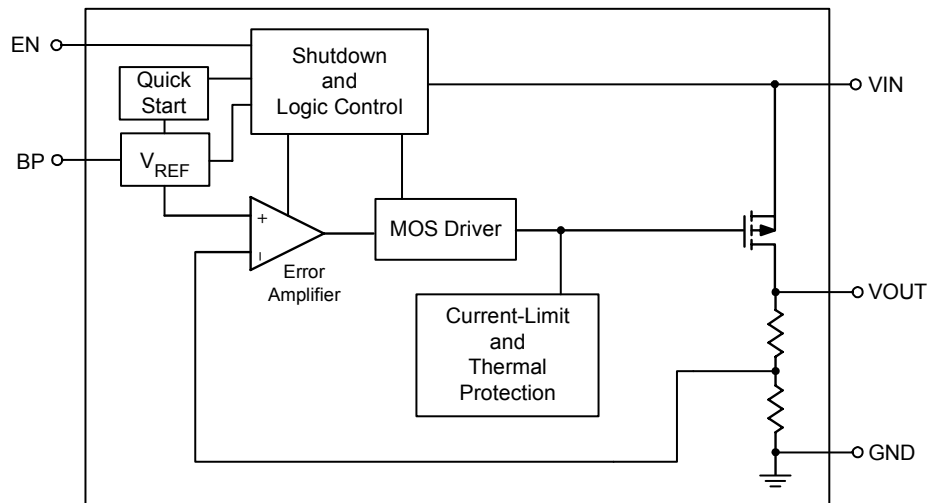 EN
Quick
Start
Shutdown
and
Logic Control
VIN
BP
VREF
+
-
MOS Driver
Error
Amplifier
VOUT
Current-Limit
and
Thermal
Protection
GND